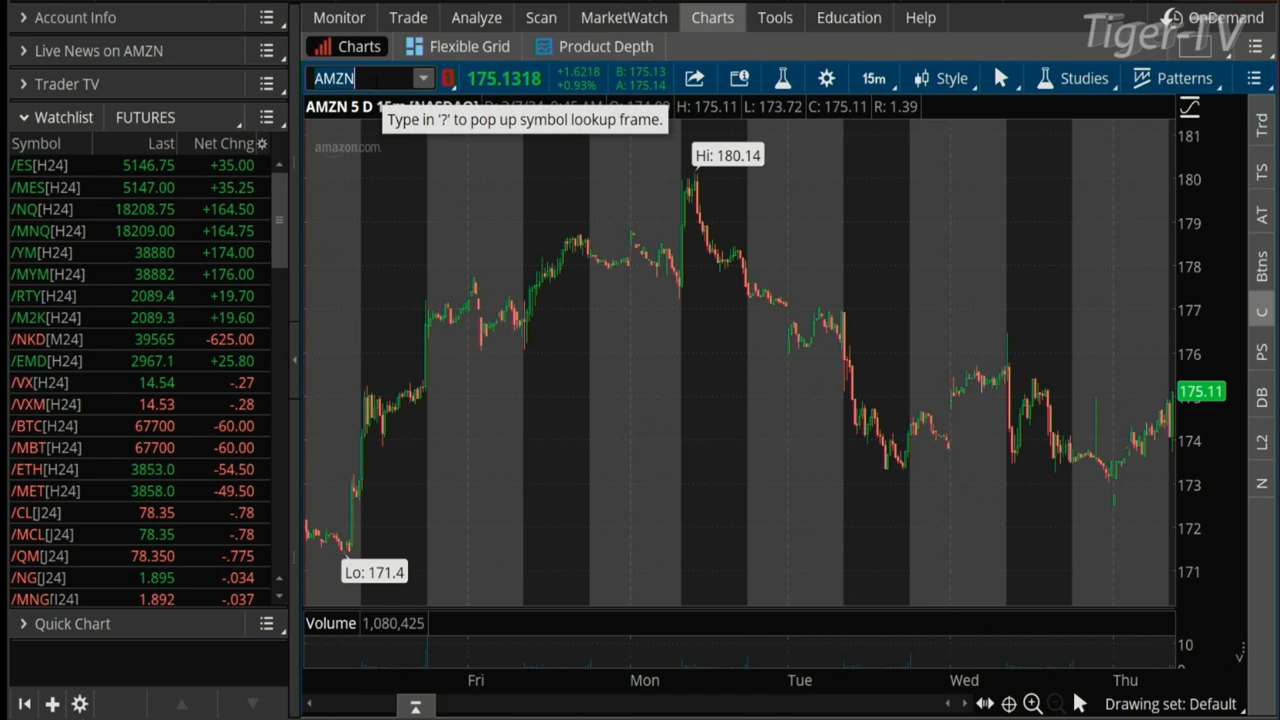 Account Info
Live News on AMZN
Trader TV
Watchlist FUTURES
Symbol Last Net Chng
/ES[H24] 5146.75 +35.00
/MES[H24] 5147.00 +35.25
/NQ[H24] 18208.75 +164.50
/MNQ[H24] 18209.00 +164.75
/YM[H24] 38880 +174.00
/MYM[H24] 38882 +176.00
/RTY[H24] 2089.4 +19.70
/M2K[H24] 2089.3 +19.60
/NKD[M24] 39565 -625.00
/EMD[H24] 2967.1 +25.80
/VX[H24] 14.54 -.27
/VXM[H24] 14.53 -.28
/BTC[H24] 67700 -60.00
/MBT[H24] 67700 -60.00
/ETH[H24] 3853.0 -54.50
/MET[H24] 3858.0 -49.50
/CL[J24] 78.35 -.78
/MCL[J24] 78.35 -.78
/QM[J24] 78.350 -.775
/NG[J24] 1.895 -.034
/MNG[J24] 1.892 -.037
Quick Chart
Monitor Trade Analyze Scan MarketWatch Charts Tools Education Help
OnDemand
Tiger-TV
Charts Flexible Grid Product Depth
AMZN 175.1318 +1.6218 B: 175.13
+0.93% A: 175.14
15m Style Studies Patterns
AMZN 5 D 15m H: 175.11 L: 173.72 C: 175.11 R: 1.39
Type in '?' to pop up symbol lookup frame.
amazon.com
Hi: 180.14
Lo: 171.4
181
180
179
178
177
176
175.11
174
173
172
171
Volume 1,080,425
10
Fri Mon Tue Wed Thu
Drawing set: Default
Trd
TS
AT
Btns
C
PS
DB
L2
N